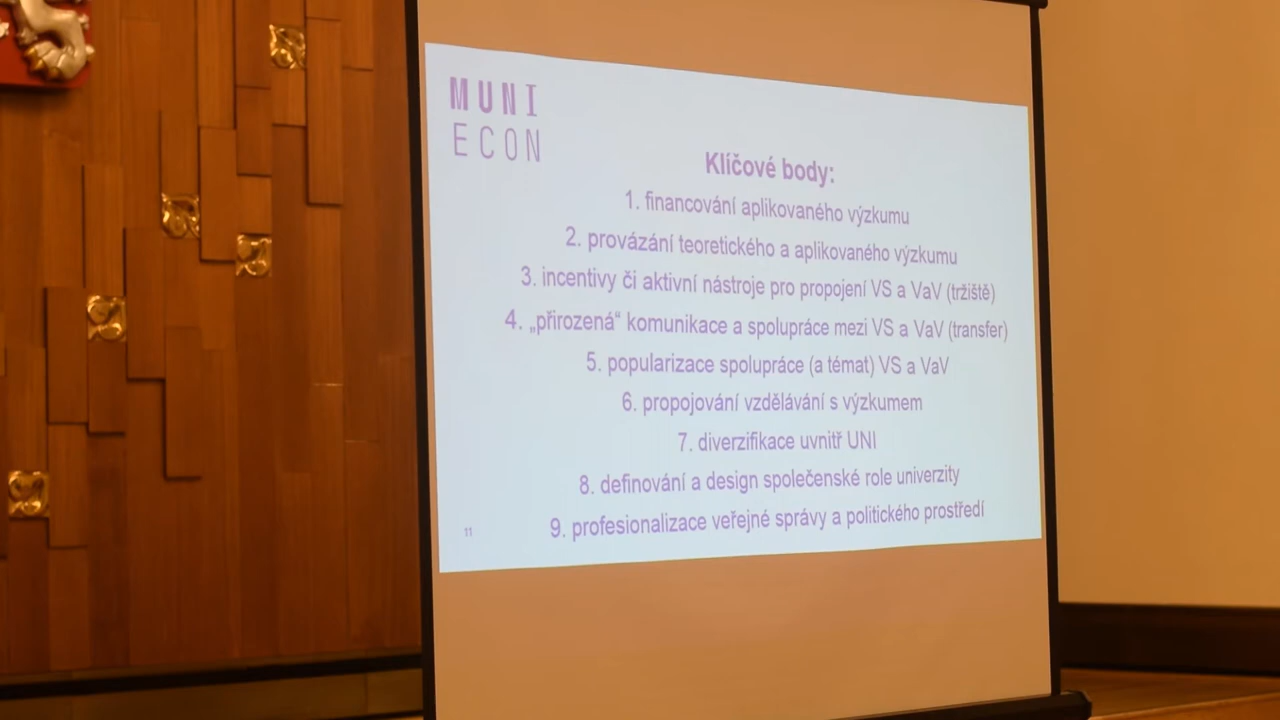 MUNI
ECON
Klíčové body:
1. financování aplikovaného výzkumu
2. provázání teoretického a aplikovaného výzkumu
3. incentivy či aktivní nástroje pro propojení VS a VaV (tržiště)
4. „přirozená“ komunikace a spolupráce mezi VS a VaV (transfer)
5. popularizace spolupráce (a témat) VS a VaV
6. propojování vzdělávání s výzkumem
7. diverzifikace uvnitř UNI
8. definování a design společenské role univerzity
9. profesionalizace veřejné správy a politického prostředí
11